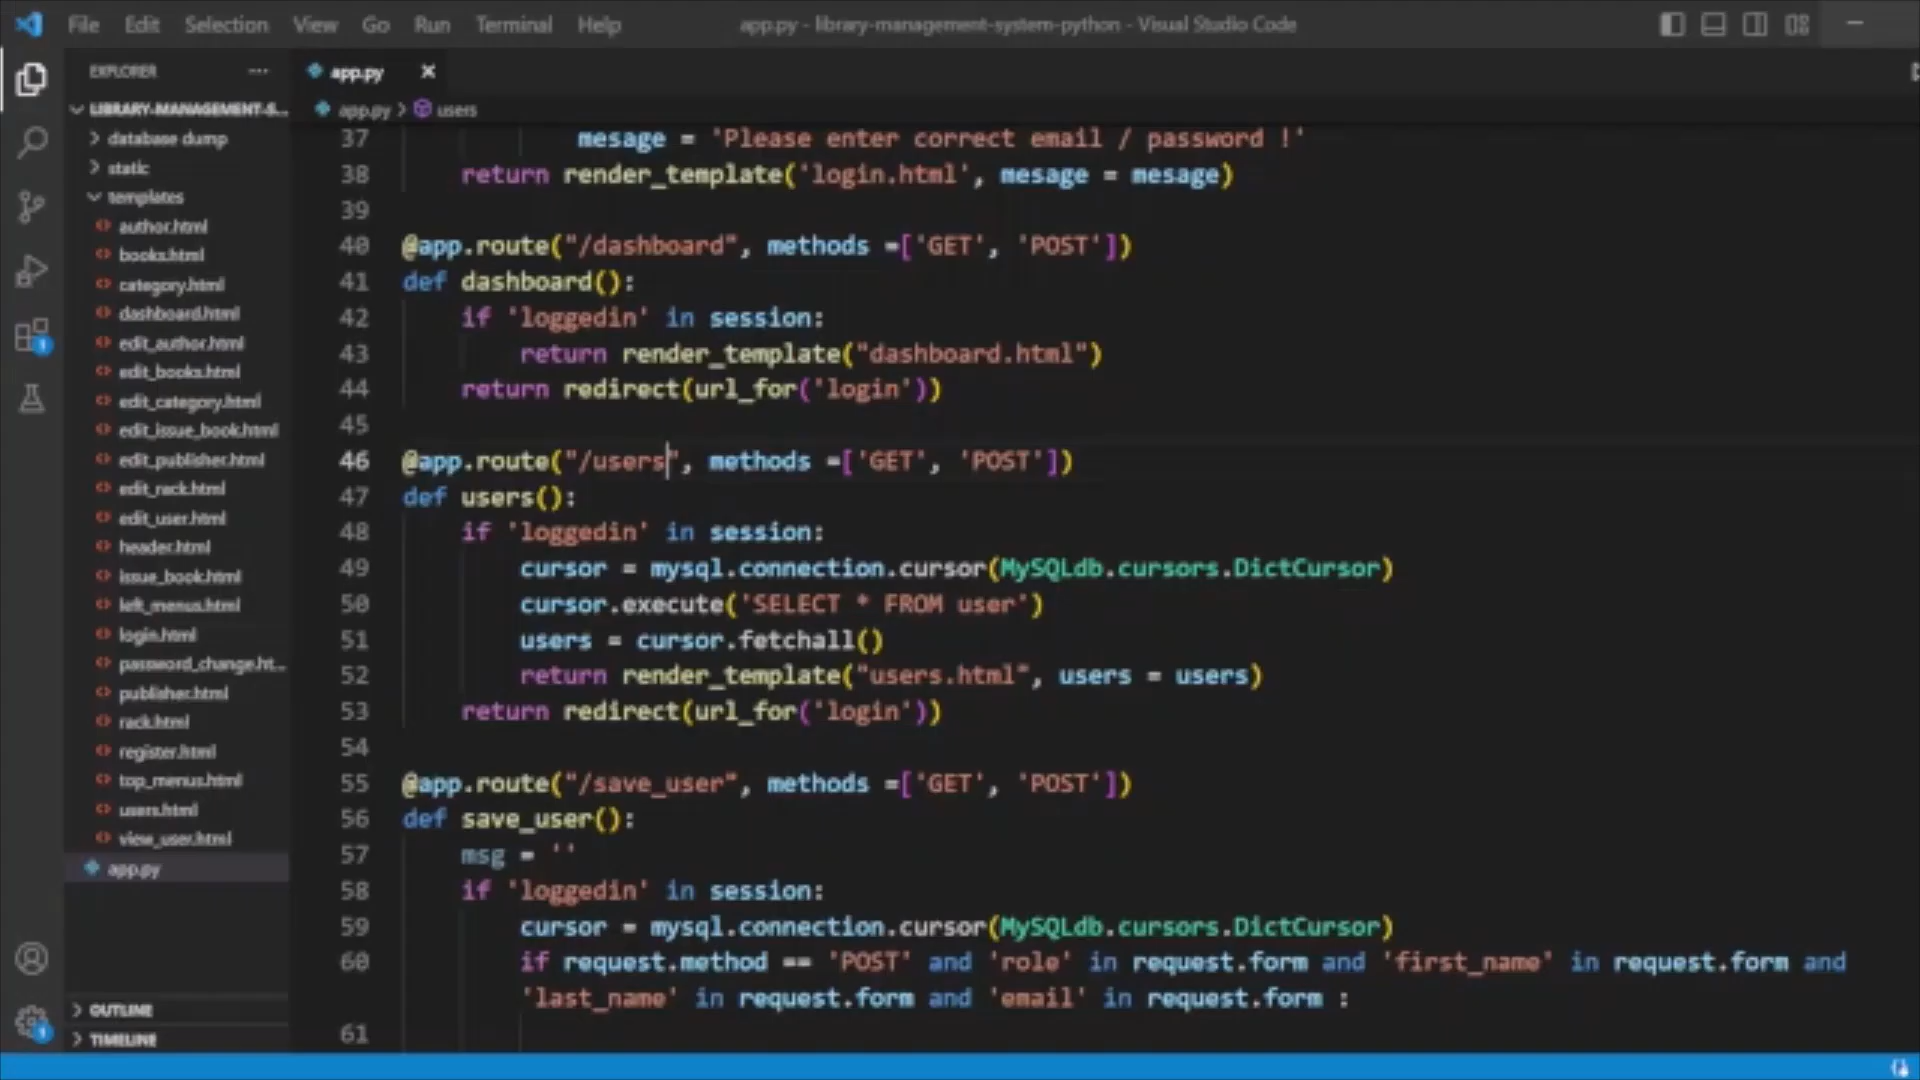 File Edit Selection View Go Run Terminal Help
app.py - library-management-system-python - Visual Studio Code
EXPLORER
LIBRARY-MANAGEMENT-S...
database dump
static
templates
author.html
books.html
category.html
dashboard.html
edit_author.html
edit_books.html
edit_category.html
edit_issue_book.html
edit_publisher.html
edit_rack.html
edit_user.html
header.html
issue_book.html
left_menus.html
login.html
password_change.ht...
publisher.html
rack.html
register.html
top_menus.html
users.html
view_user.html
app.py
OUTLINE
TIMELINE
app.py
app.py > users
37 mesage = 'Please enter correct email / password !'
38 return render_template('login.html', mesage = mesage)
39
40 @app.route("/dashboard", methods =['GET', 'POST'])
41 def dashboard():
42 if 'loggedin' in session:
43 return render_template("dashboard.html")
44 return redirect(url_for('login'))
45
46 @app.route("/users", methods =['GET', 'POST'])
47 def users():
48 if 'loggedin' in session:
49 cursor = mysql.connection.cursor(MySQLdb.cursors.DictCursor)
50 cursor.execute('SELECT * FROM user')
51 users = cursor.fetchall()
52 return render_template("users.html", users = users)
53 return redirect(url_for('login'))
54
55 @app.route("/save_user", methods =['GET', 'POST'])
56 def save_user():
57 msg = ''
58 if 'loggedin' in session:
59 cursor = mysql.connection.cursor(MySQLdb.cursors.DictCursor)
60 if request.method == 'POST' and 'role' in request.form and 'first_name' in request.form and
'last_name' in request.form and 'email' in request.form :
61